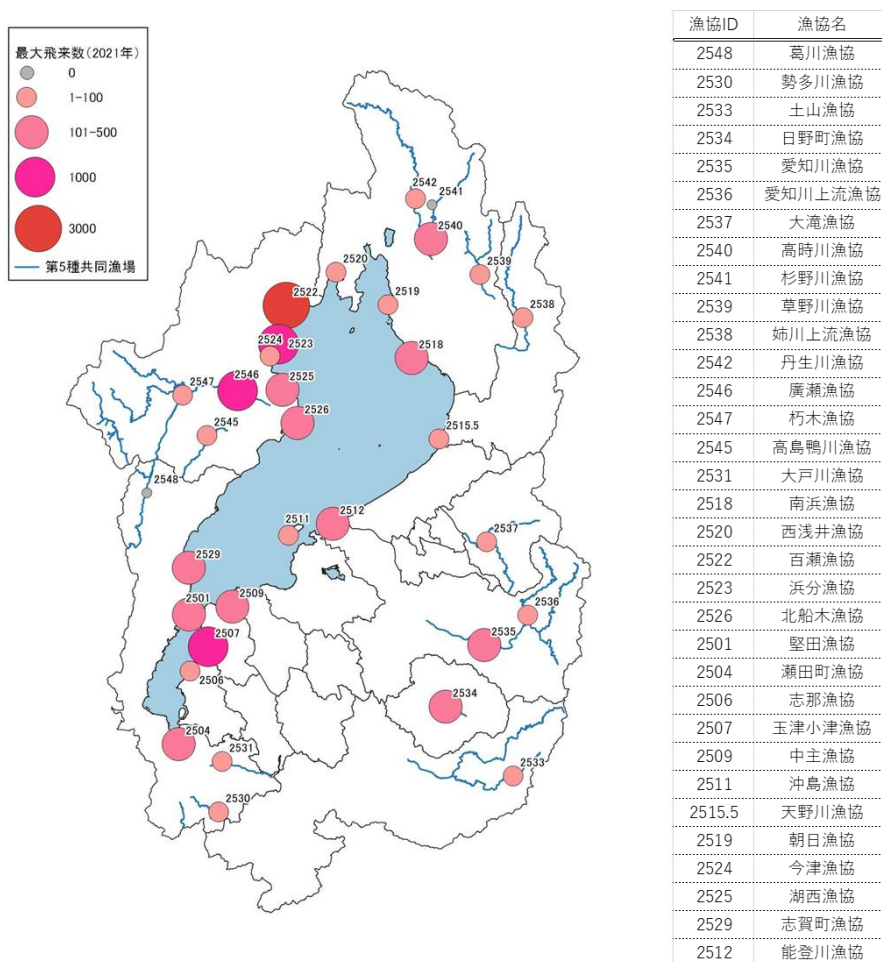 最大飛来数(2021年)
0
1-100
101-500
1000
3000
第5種共同漁場
2542
2541
2540
2520
2539
2522
2519
2538
2524
2523
2518
2546
2547
2525
2526
2545
2515.5
2548
2512
2511
2537
2529
2509
2501
2536
2507
2535
2506
2534
2504
2531
2533
2530
漁協ID 漁協名
2548 葛川漁協
2530 勢多川漁協
2533 土山漁協
2534 日野町漁協
2535 愛知川漁協
2536 愛知川上流漁協
2537 大滝漁協
2540 高時川漁協
2541 杉野川漁協
2539 草野川漁協
2538 姉川上流漁協
2542 丹生川漁協
2546 廣瀬漁協
2547 朽木漁協
2545 高島鴨川漁協
2531 大戸川漁協
2518 南浜漁協
2520 西浅井漁協
2522 百瀬漁協
2523 浜分漁協
2526 北船木漁協
2501 堅田漁協
2504 瀬田町漁協
2506 志那漁協
2507 玉津小津漁協
2509 中主漁協
2511 沖島漁協
2515.5 天野川漁協
2519 朝日漁協
2524 今津漁協
2525 湖西漁協
2529 志賀町漁協
2512 能登川漁協